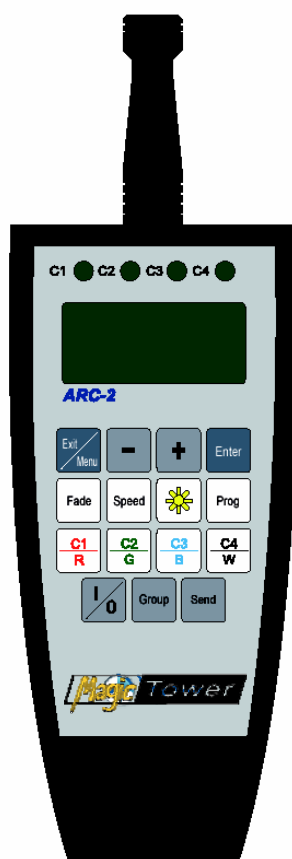 C1 C2 C3 C4
ARC-2
Exit/Menu - + Enter
Fade Speed Prog
C1/R C2/G C3/B C4/W
I/O Group Send
Magic Tower